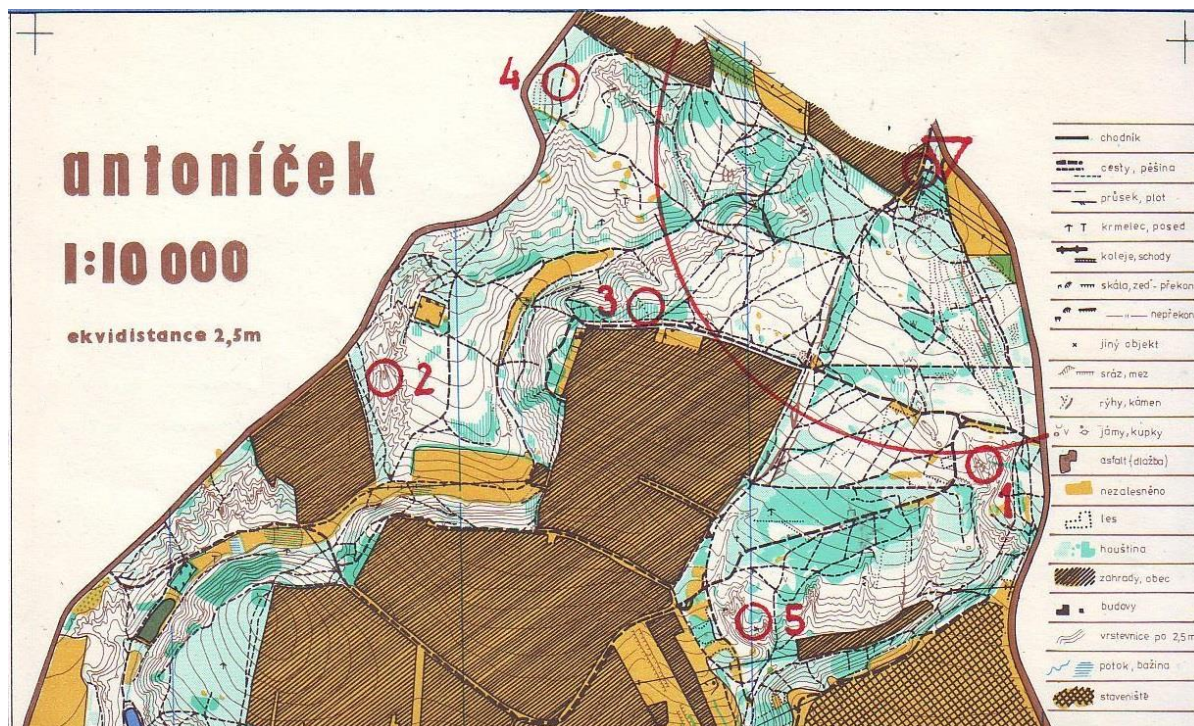 antoníček
1:10 000
ekvidistance 2,5m
4
3
2
1
5
chodník
cesty, pěšina
průsek, plot
krmelec, posed
koleje, schody
skála, zeď - překon
nepřekon
jiný objekt
sráz, mez
rýhy, kámen
jámy, kupky
asfalt (dlažba)
nezalesněno
les
houština
zahrady, obec
budovy
vrstevnice po 2,5m
potok, bažina
staveniště